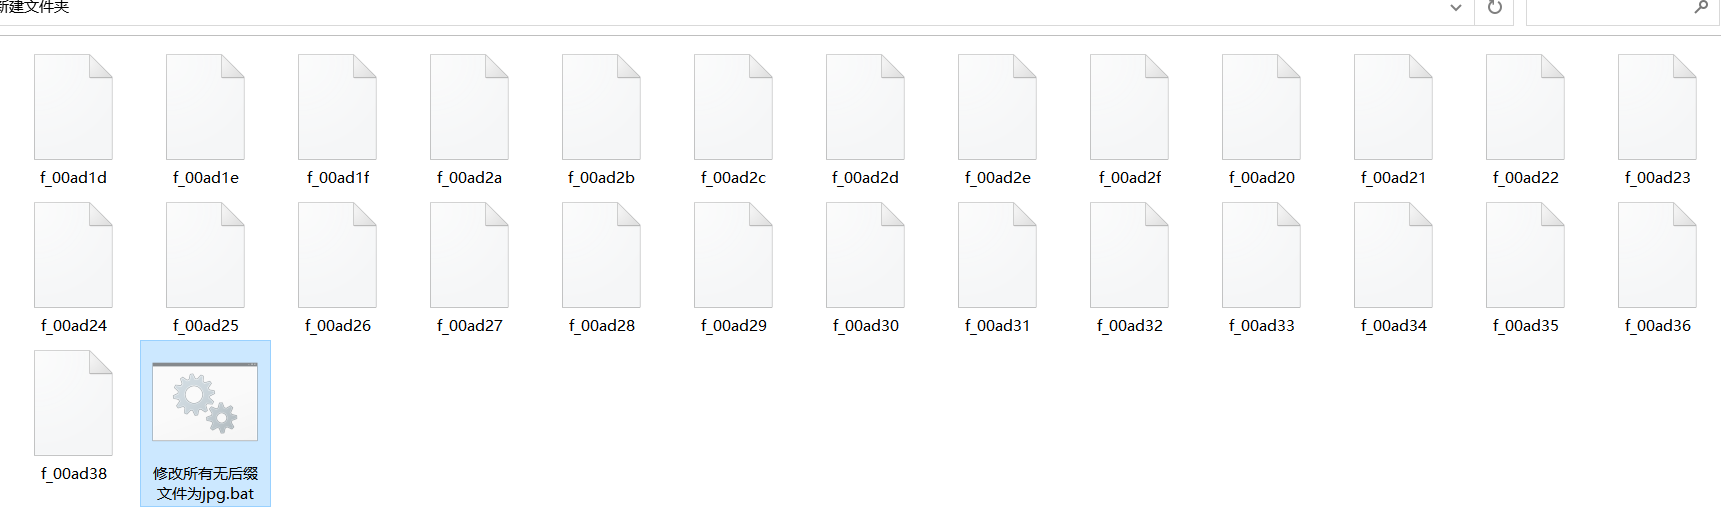 新建文件夹
f_00ad1d f_00ad1e f_00ad1f f_00ad2a f_00ad2b f_00ad2c f_00ad2d f_00ad2e f_00ad2f f_00ad20 f_00ad21 f_00ad22 f_00ad23
f_00ad24 f_00ad25 f_00ad26 f_00ad27 f_00ad28 f_00ad29 f_00ad30 f_00ad31 f_00ad32 f_00ad33 f_00ad34 f_00ad35 f_00ad36
f_00ad38
修改所有无后缀
文件为jpg.bat